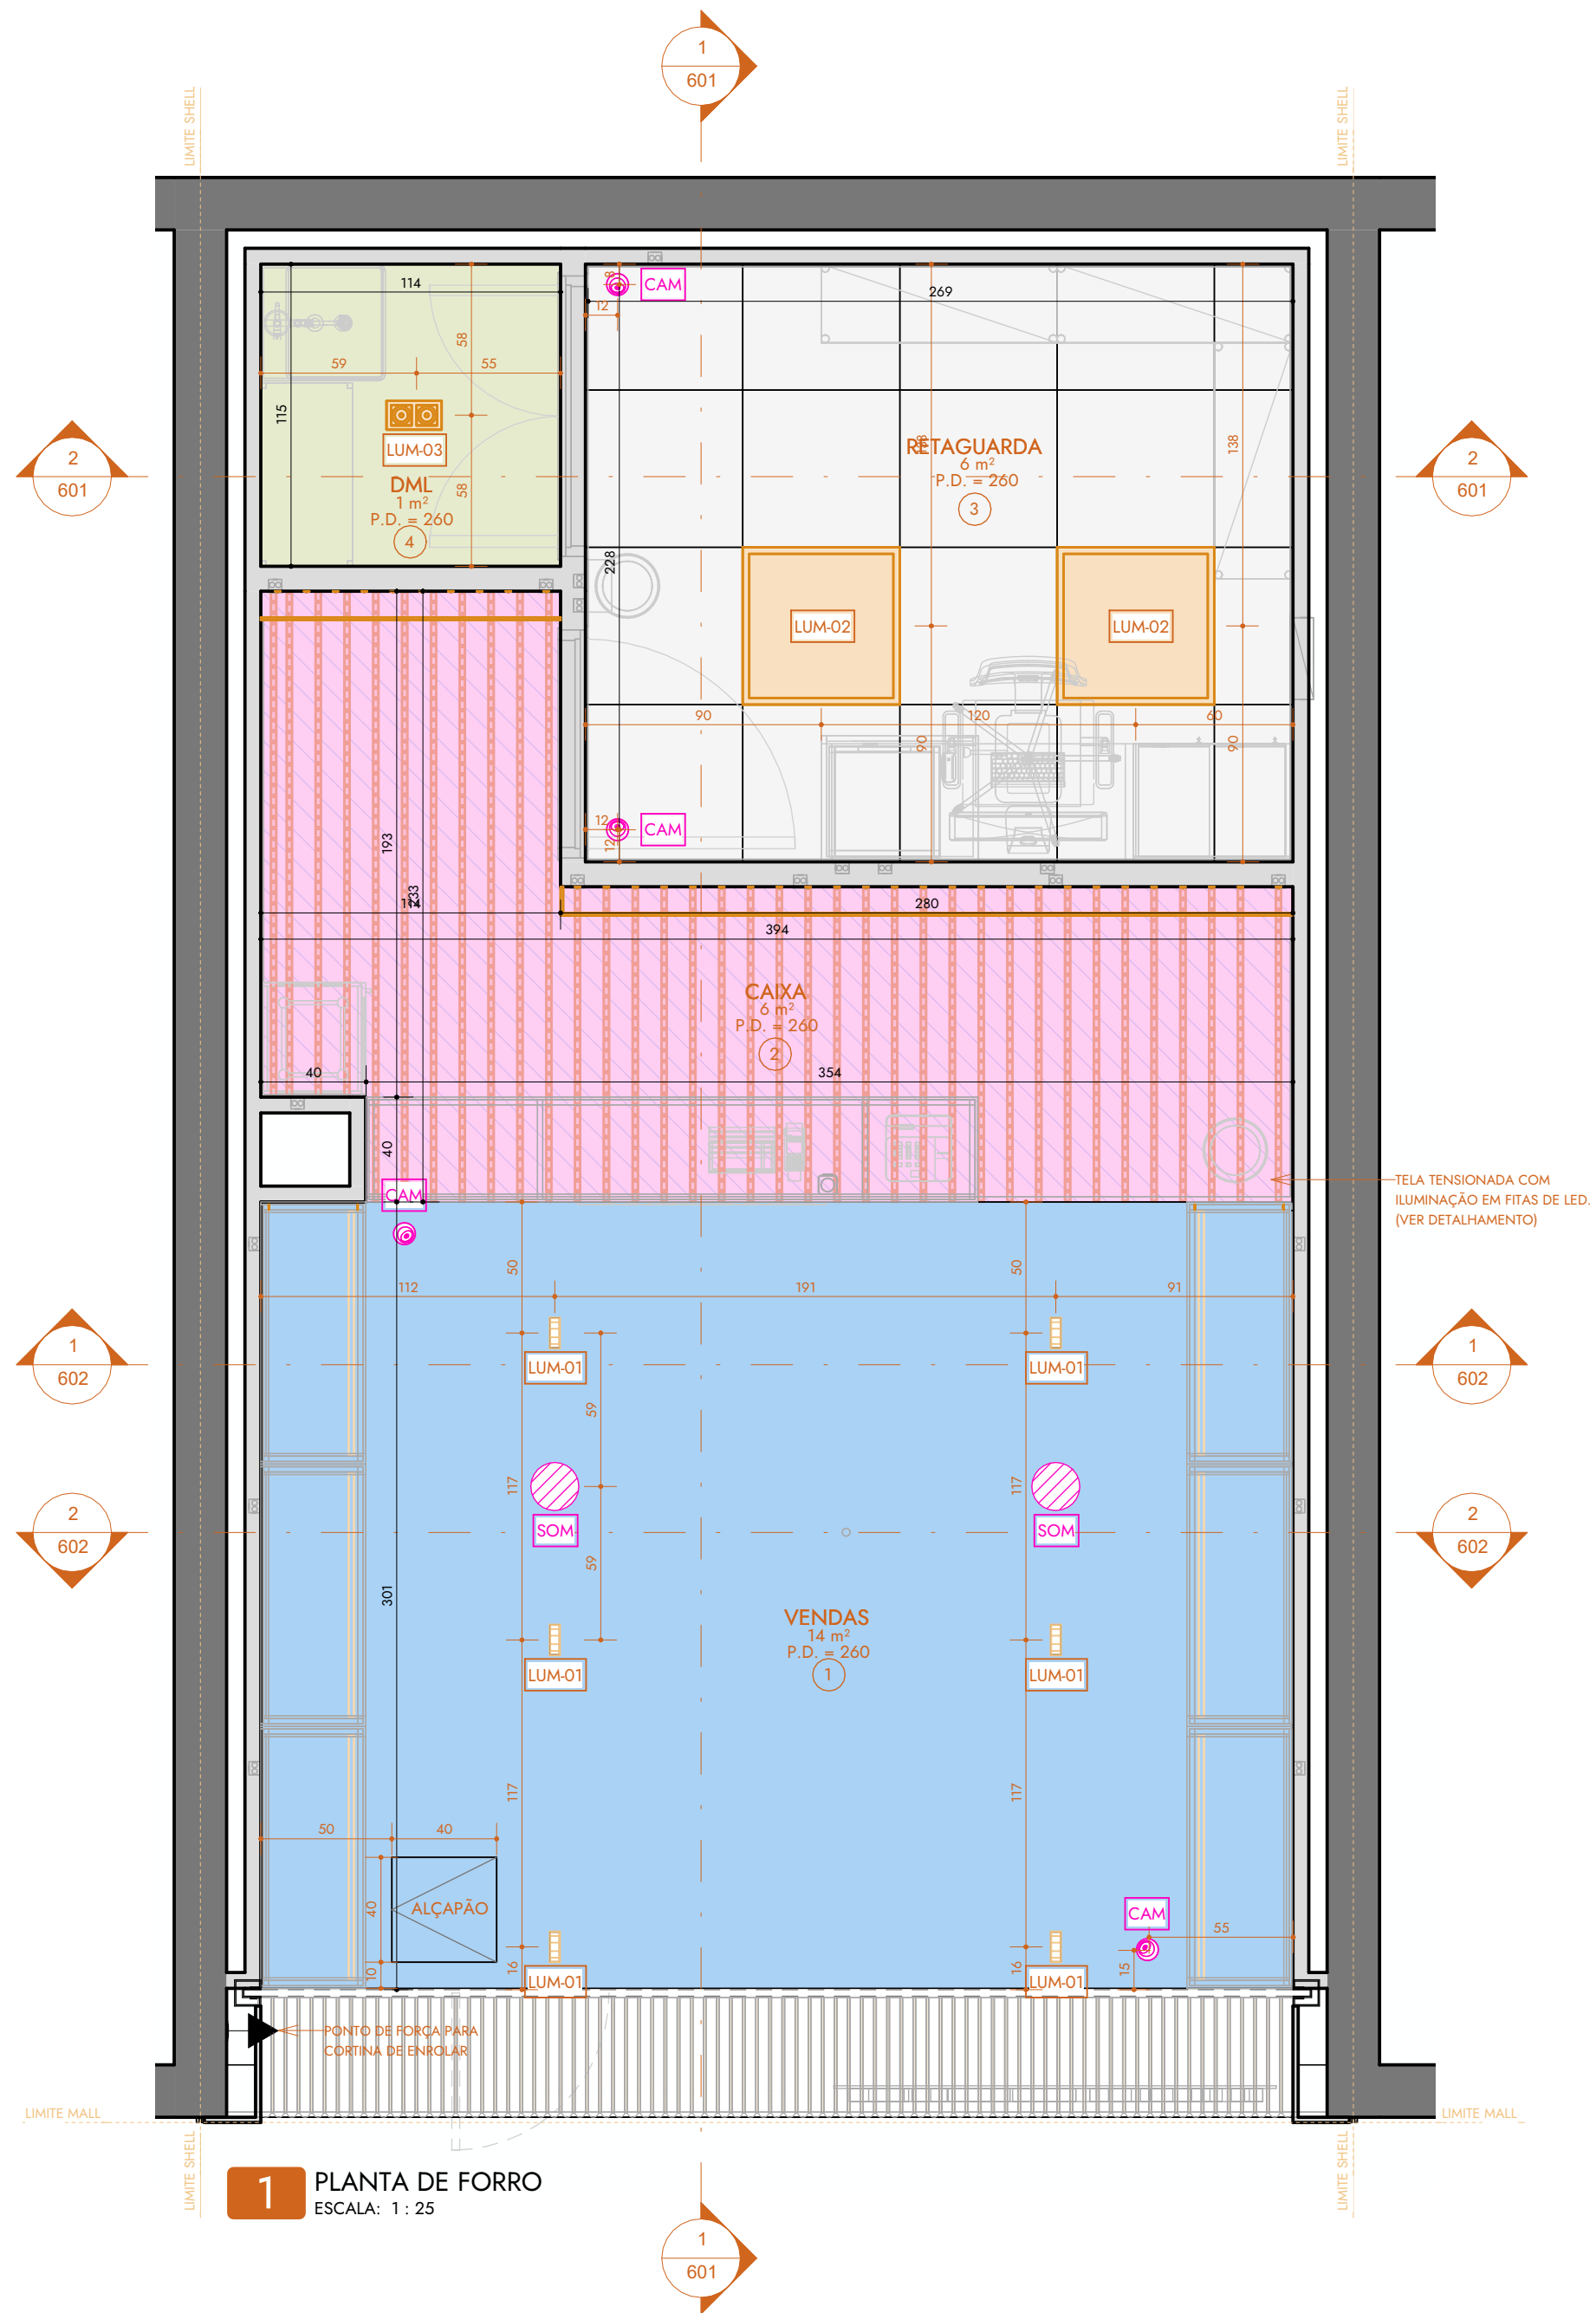 1
601
LIMITE SHELL
LIMITE SHELL
114
58
59
55
115
LUM-03
DML
1 m²
P.D. = 260
4
58
8
CAM
12
269
RETAGUARDA
6 m²
P.D. = 260
3
138
138
228
LUM-02
LUM-02
90
120
60
90
90
CAM
12
12
2
601
2
601
193
233
114
280
394
CAIXA
6 m²
P.D. = 260
2
40
354
40
CAM
TELA TENSIONADA COM
ILUMINAÇÃO EM FITAS DE LED.
(VER DETALHAMENTO)
50
50
112
191
91
LUM-01
LUM-01
1
602
1
602
59
117
117
SOM
SOM
2
602
2
602
59
301
VENDAS
14 m²
P.D. = 260
1
LUM-01
LUM-01
117
117
50
40
40
ALÇAPÃO
10
16
16
CAM
55
15
LUM-01
LUM-01
PONTO DE FORÇA PARA
CORTINA DE ENROLAR
LIMITE MALL
LIMITE MALL
LIMITE SHELL
LIMITE SHELL
1
PLANTA DE FORRO
ESCALA: 1 : 25
1
601